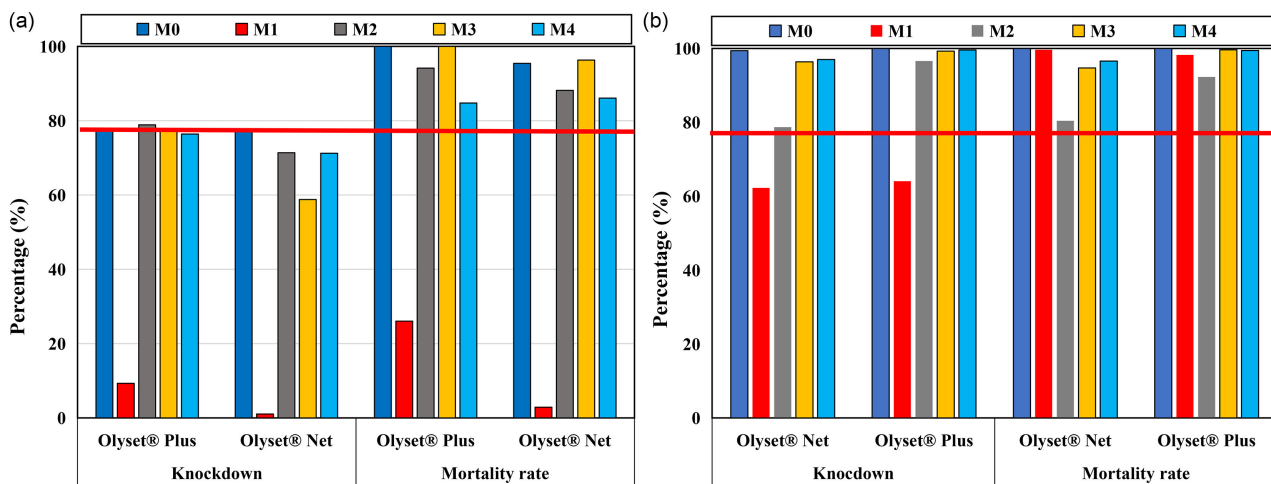 (a)
M0 M1 M2 M3 M4
100
80
60
40
20
0
Percentage (%)
Olyset® Plus Olyset® Net Olyset® Plus Olyset® Net
Knockdown Mortality rate
(b)
M0 M1 M2 M3 M4
100
80
60
40
20
0
Percentage (%)
Olyset® Net Olyset® Plus Olyset® Net Olyset® Plus
Knocdown Mortality rate